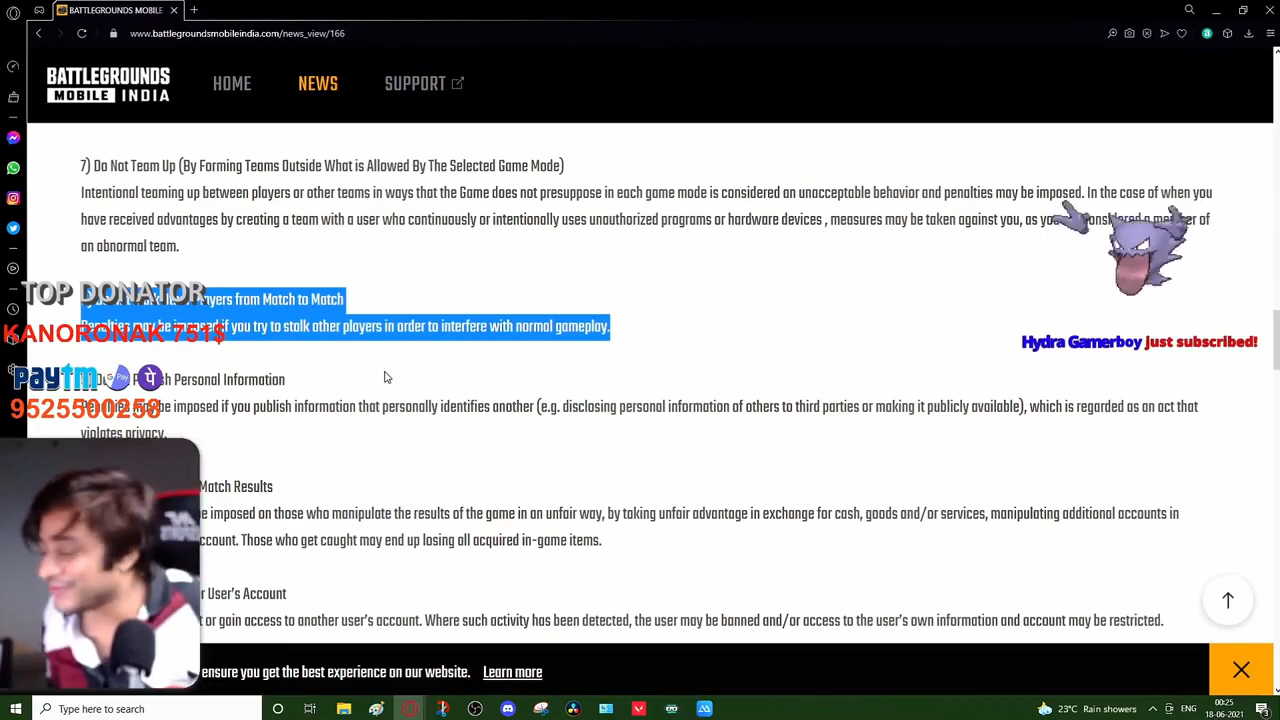 BATTLEGROUNDS MOBILE
www.battlegroundsmobileindia.com/news_view/166
BATTLEGROUNDS
MOBILE INDIA
HOME
NEWS
SUPPORT
7) Do Not Team Up (By Forming Teams Outside What is Allowed By The Selected Game Mode)
Intentional teaming up between players or other teams in ways that the Game does not presuppose in each game mode is considered an unacceptable behavior and penalties may be imposed. In the case of when you
have received advantages by creating a team with a user who continuously or intentionally uses unauthorized programs or hardware devices , measures may be taken against you, as you considered a member of
an abnormal team.
TOP DONATOR
Players from Match to Match
Penalties may be imposed if you try to stalk other players in order to interfere with normal gameplay.
KANORONAK 751$
Hydra Gamerboy just subscribed!
Paytm
Personal Information
9525500258
Penalties may be imposed if you publish information that personally identifies another (e.g. disclosing personal information of others to third parties or making it publicly available), which is regarded as an act that
violates privacy.
Match Results
be imposed on those who manipulate the results of the game in an unfair way, by taking unfair advantage in exchange for cash, goods and/or services, manipulating additional accounts in
account. Those who get caught may end up losing all acquired in-game items.
User's Account
or gain access to another user's account. Where such activity has been detected, the user may be banned and/or access to the user's own information and account may be restricted.
ensure you get the best experience on our website. Learn more
Type here to search
23°C Rain showers
ENG
00:25
18-06-2021